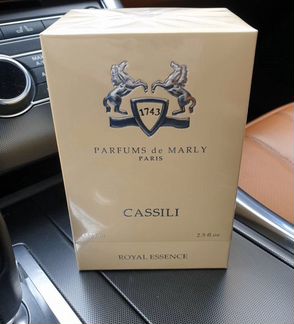 1743
PARFUMS de MARLY
PARIS
CASSILI
2.5 fl oz
ROYAL ESSENCE